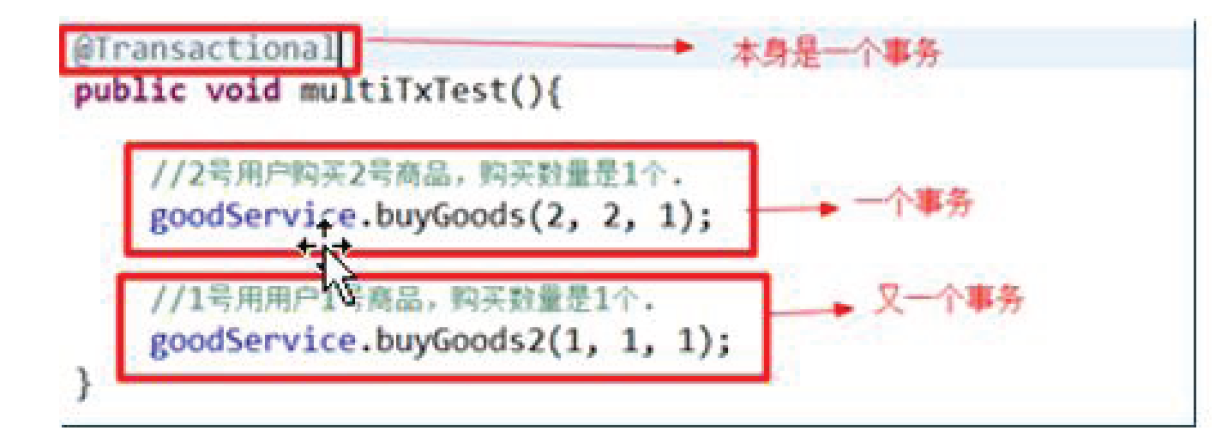 @Transactional 本身是一个事务
public void multiTxTest(){
//2号用户购买2号商品，购买数量是1个.
goodService.buyGoods(2, 2, 1); 一个事务
//1号用用户1号商品，购买数量是1个.
goodService.buyGoods2(1, 1, 1); 又一个事务
}